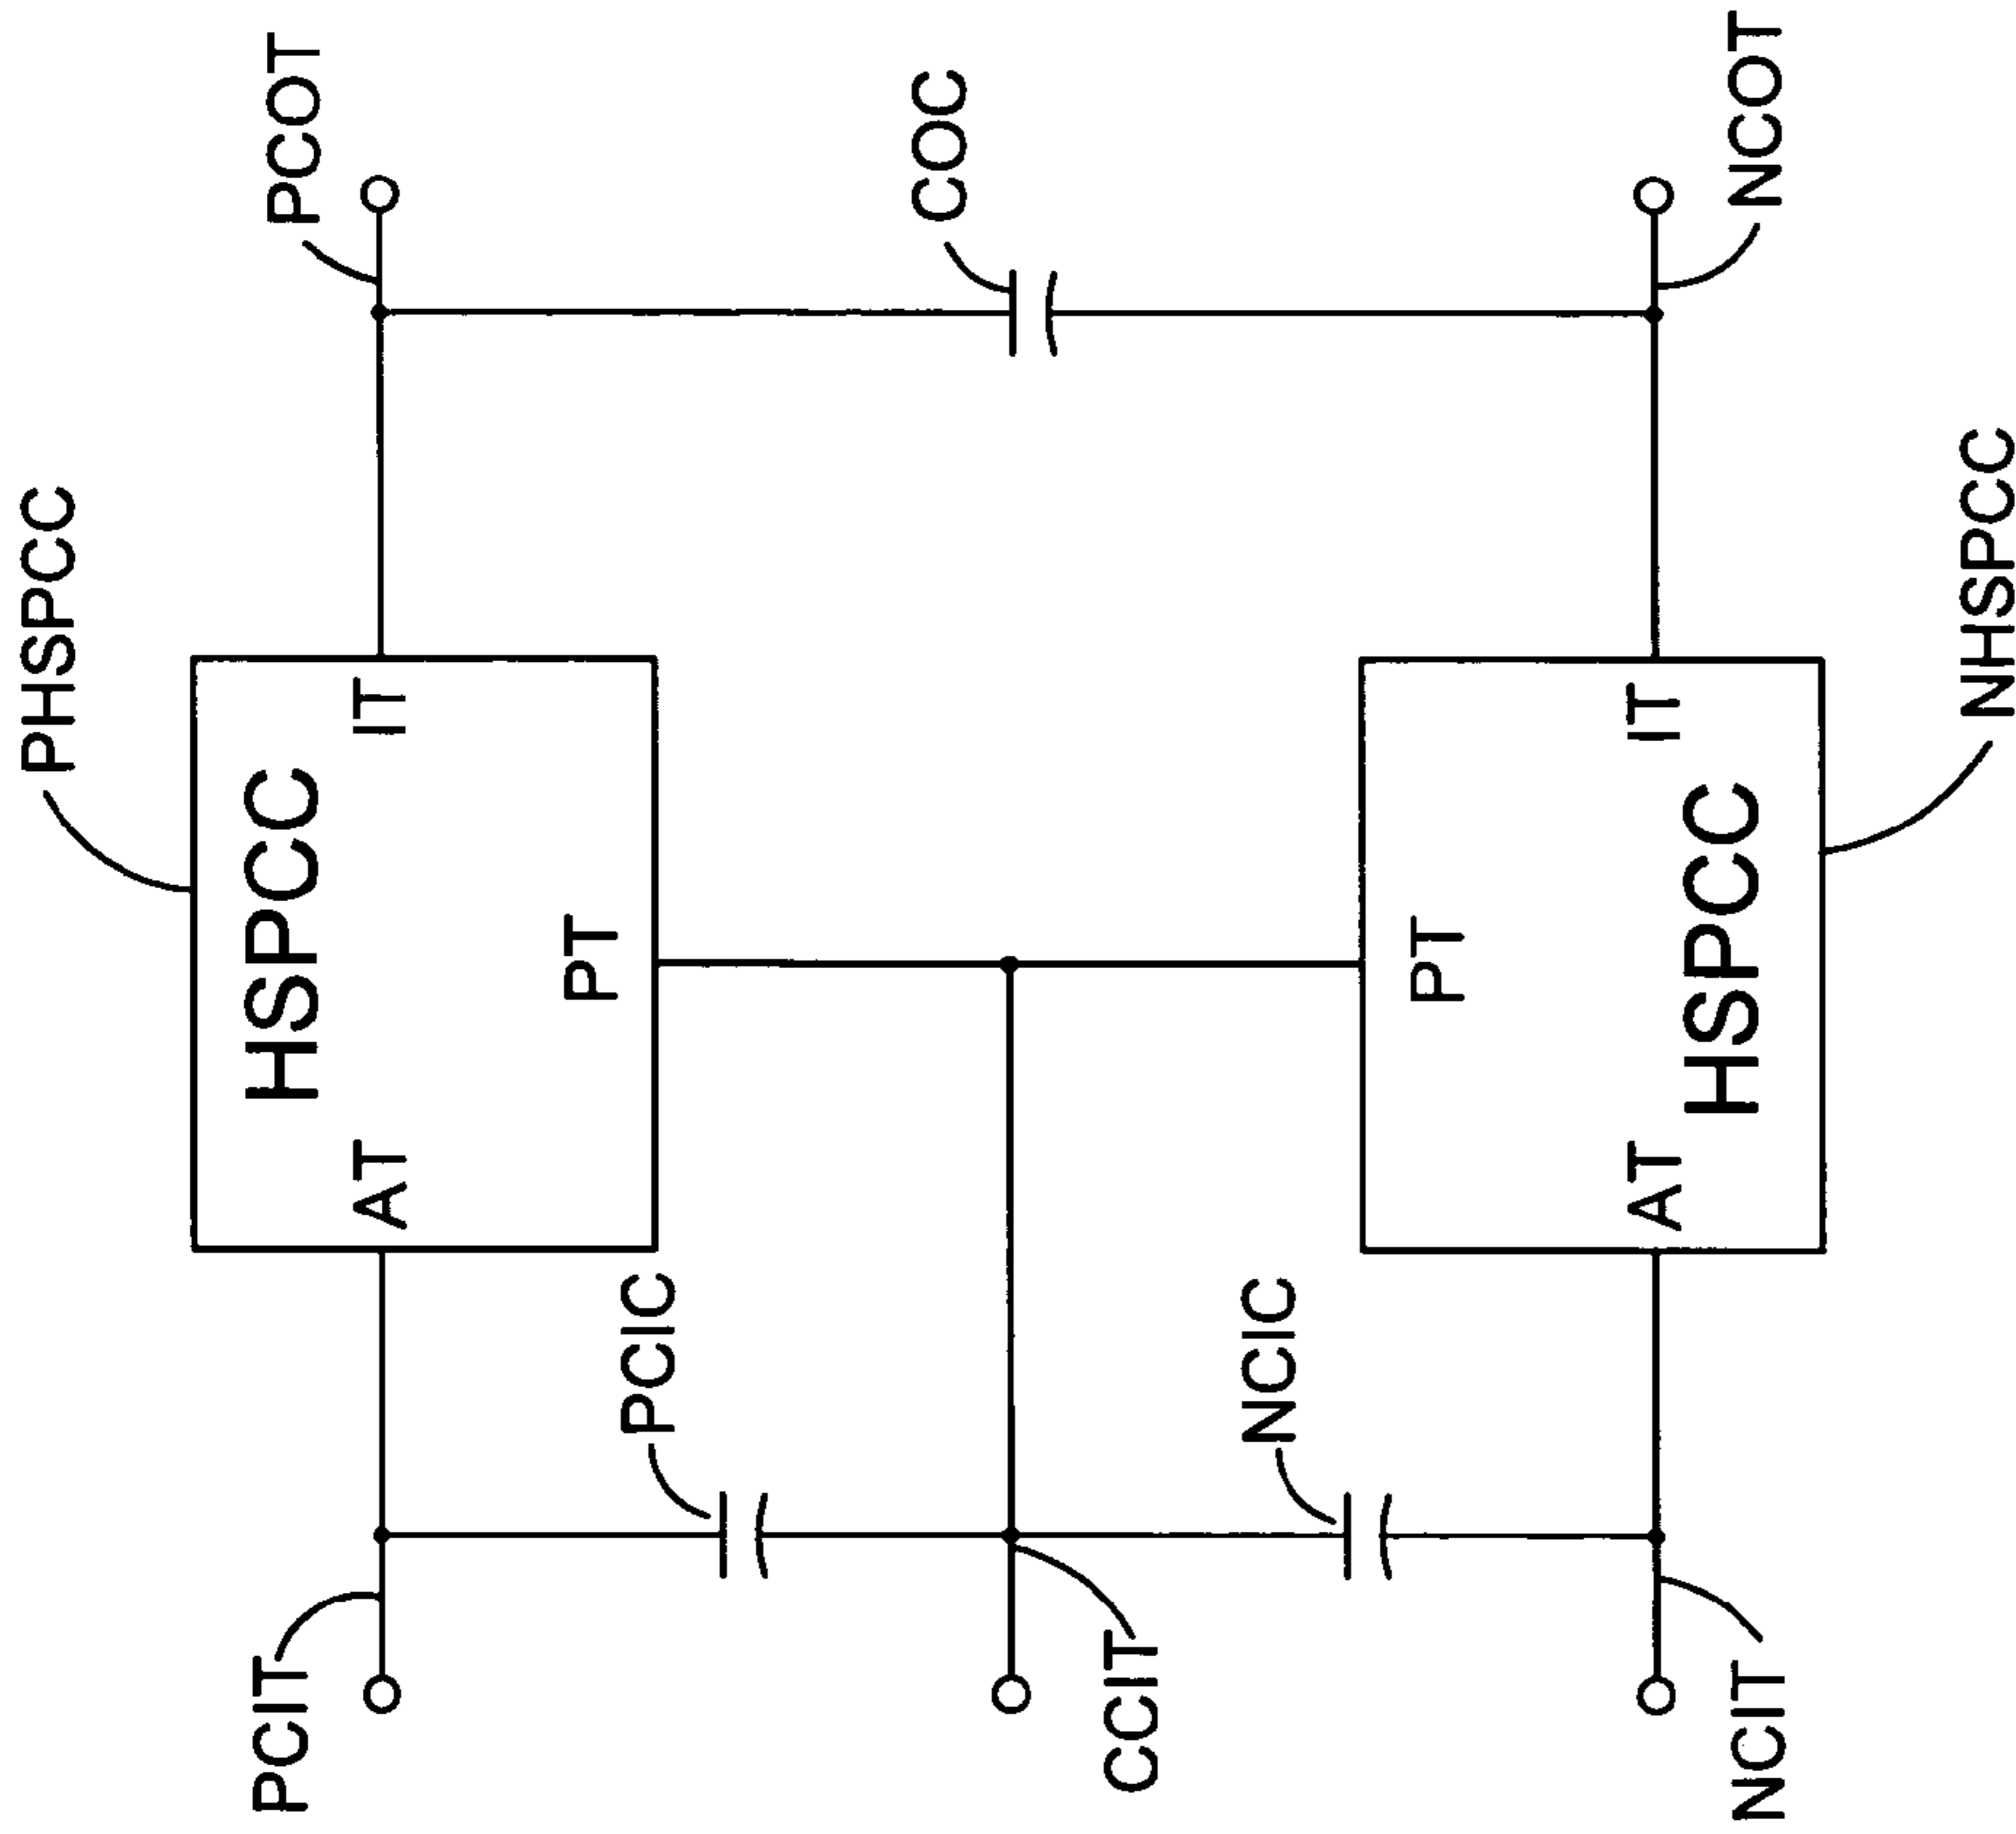 PHSPCC
PCIT
PCOT
HSPCC
AT
IT
PT
PCIC
COC
CCIT
NCIC
PT
AT
IT
HSPCC
NCIT
NCOT
NHSPCC